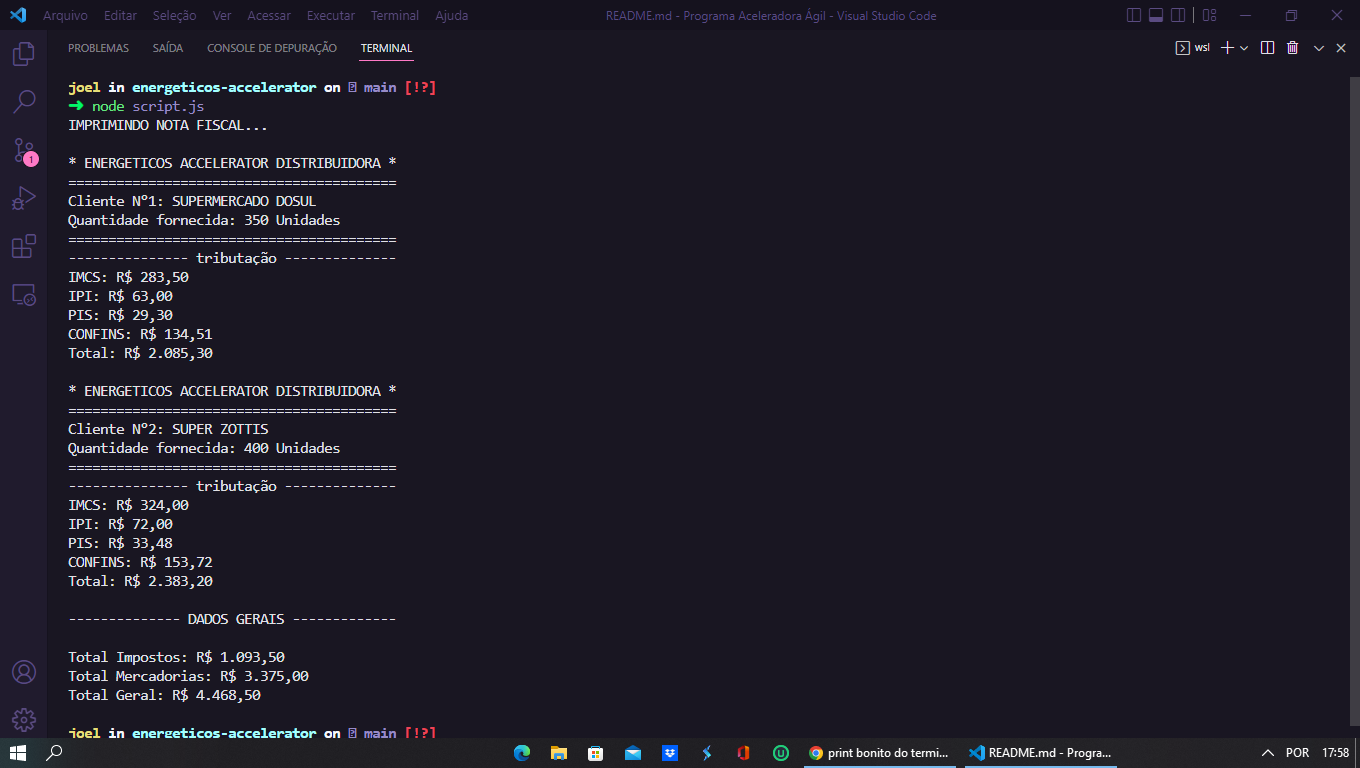 Arquivo Editar Seleção Ver Acessar Executar Terminal Ajuda README.md - Programa Aceleradora Ágil - Visual Studio Code
PROBLEMAS SAÍDA CONSOLE DE DEPURAÇÃO TERMINAL wsl
joel in energeticos-accelerator on main [!?]
➜ node script.js
IMPRIMINDO NOTA FISCAL...
* ENERGETICOS ACCELERATOR DISTRIBUIDORA *
=========================================
Cliente Nº1: SUPERMERCADO DOSUL
Quantidade fornecida: 350 Unidades
=========================================
--------------- tributação --------------
IMCS: R$ 283,50
IPI: R$ 63,00
PIS: R$ 29,30
CONFINS: R$ 134,51
Total: R$ 2.085,30
* ENERGETICOS ACCELERATOR DISTRIBUIDORA *
=========================================
Cliente Nº2: SUPER ZOTTIS
Quantidade fornecida: 400 Unidades
=========================================
--------------- tributação --------------
IMCS: R$ 324,00
IPI: R$ 72,00
PIS: R$ 33,48
CONFINS: R$ 153,72
Total: R$ 2.383,20
-------------- DADOS GERAIS -------------
Total Impostos: R$ 1.093,50
Total Mercadorias: R$ 3.375,00
Total Geral: R$ 4.468,50
joel in energeticos-accelerator on main [!?]
1
print bonito do termi... README.md - Progra... POR 17:58